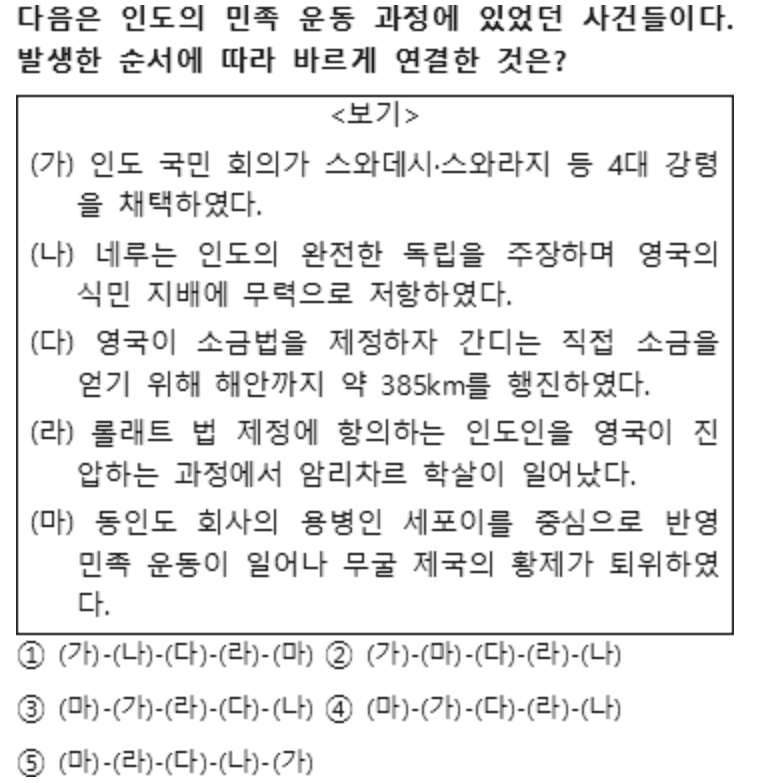 다음은 인도의 민족 운동 과정에 있었던 사건들이다.
발생한 순서에 따라 바르게 연결한 것은?
<보기>
(가) 인도 국민 회의가 스와데시·스와라지 등 4대 강령
을 채택하였다.
(나) 네루는 인도의 완전한 독립을 주장하며 영국의
식민 지배에 무력으로 저항하였다.
(다) 영국이 소금법을 제정하자 간디는 직접 소금을
얻기 위해 해안까지 약 385km를 행진하였다.
(라) 롤래트 법 제정에 항의하는 인도인을 영국이 진
압하는 과정에서 암리차르 학살이 일어났다.
(마) 동인도 회사의 용병인 세포이를 중심으로 반영
민족 운동이 일어나 무굴 제국의 황제가 퇴위하였
다.
① (가)-(나)-(다)-(라)-(마) ② (가)-(마)-(다)-(라)-(나)
③ (마)-(가)-(라)-(다)-(나) ④ (마)-(가)-(다)-(라)-(나)
⑤ (마)-(라)-(다)-(나)-(가)